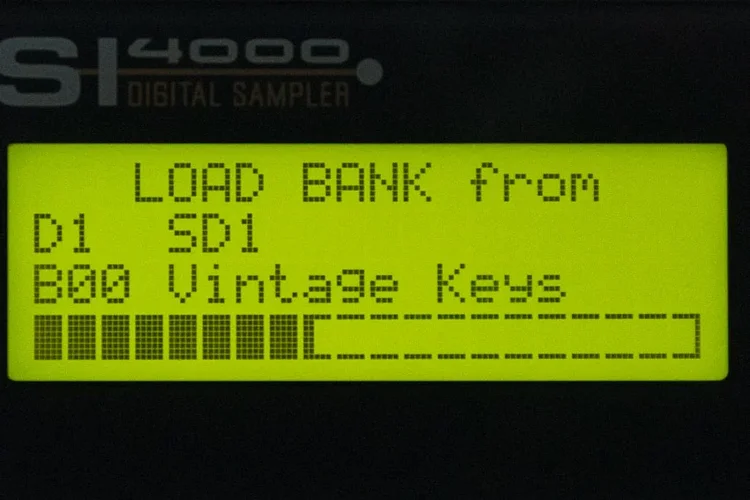 SI 4000
DIGITAL SAMPLER
LOAD BANK from
D1 SD1
B00 Vintage Keys